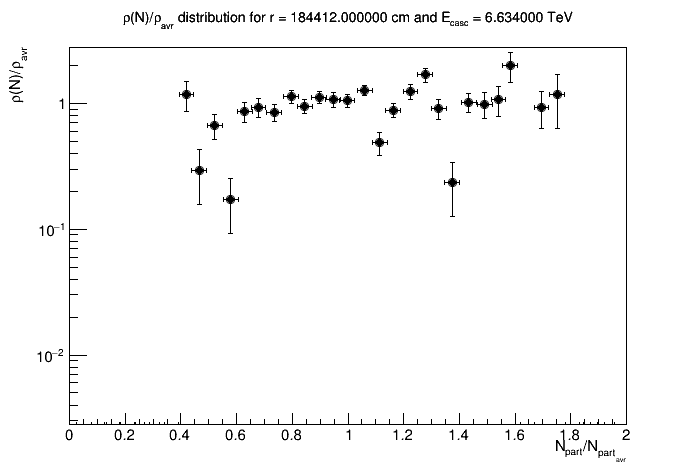 ρ(N)/ρavr distribution for r = 184412.000000 cm and Ecasc = 6.634000 TeV
ρ(N)/ρavr
1
10−1
10−2
0 0.2 0.4 0.6 0.8 1 1.2 1.4 1.6 1.8 2
Npart/Npartavr